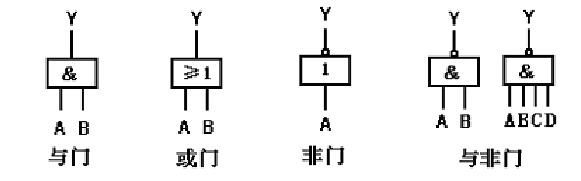 Y Y Y Y Y
& ≥1 1 & &
A B A B A A B ABCD
与门 或门 非门 与非门